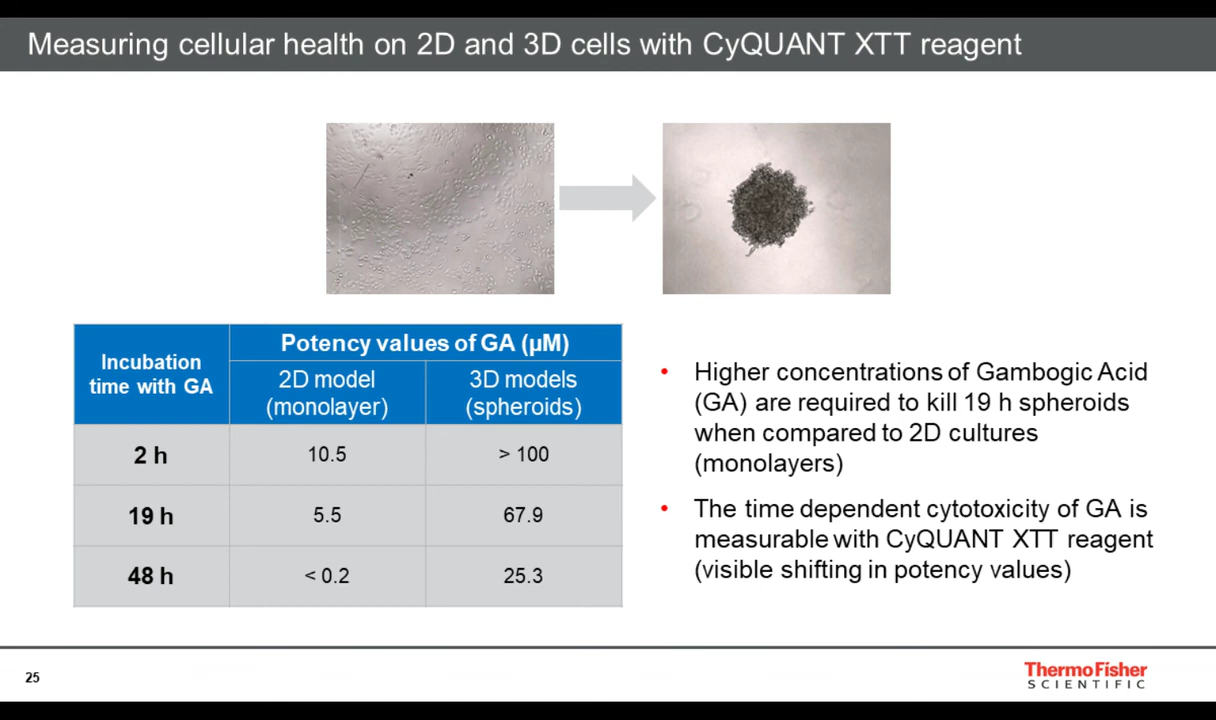 Measuring cellular health on 2D and 3D cells with CyQUANT XTT reagent
Incubation
time with GA
Potency values of GA (µM)
2D model
(monolayer)
3D models
(spheroids)
2 h
10.5
> 100
19 h
5.5
67.9
48 h
< 0.2
25.3
• Higher concentrations of Gambogic Acid
(GA) are required to kill 19 h spheroids
when compared to 2D cultures
(monolayers)
• The time dependent cytotoxicity of GA is
measurable with CyQUANT XTT reagent
(visible shifting in potency values)
25
ThermoFisher
SCIENTIFIC